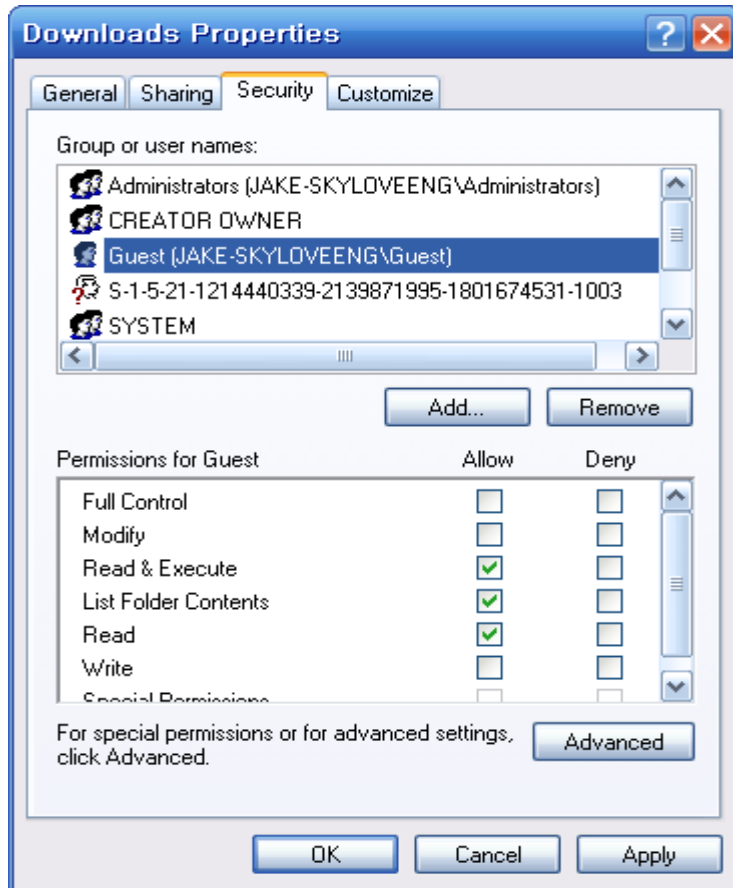 Downloads Properties
General Sharing Security Customize
Group or user names:
Administrators (JAKE-SKYLOVEENG\Administrators)
CREATOR OWNER
Guest (JAKE-SKYLOVEENG\Guest)
S-1-5-21-1214440339-2139871995-1801674531-1003
SYSTEM
Add... Remove
Permissions for Guest Allow Deny
Full Control
Modify
Read & Execute
List Folder Contents
Read
Write
Special Permissions
For special permissions or for advanced settings,
click Advanced.
Advanced
OK Cancel Apply